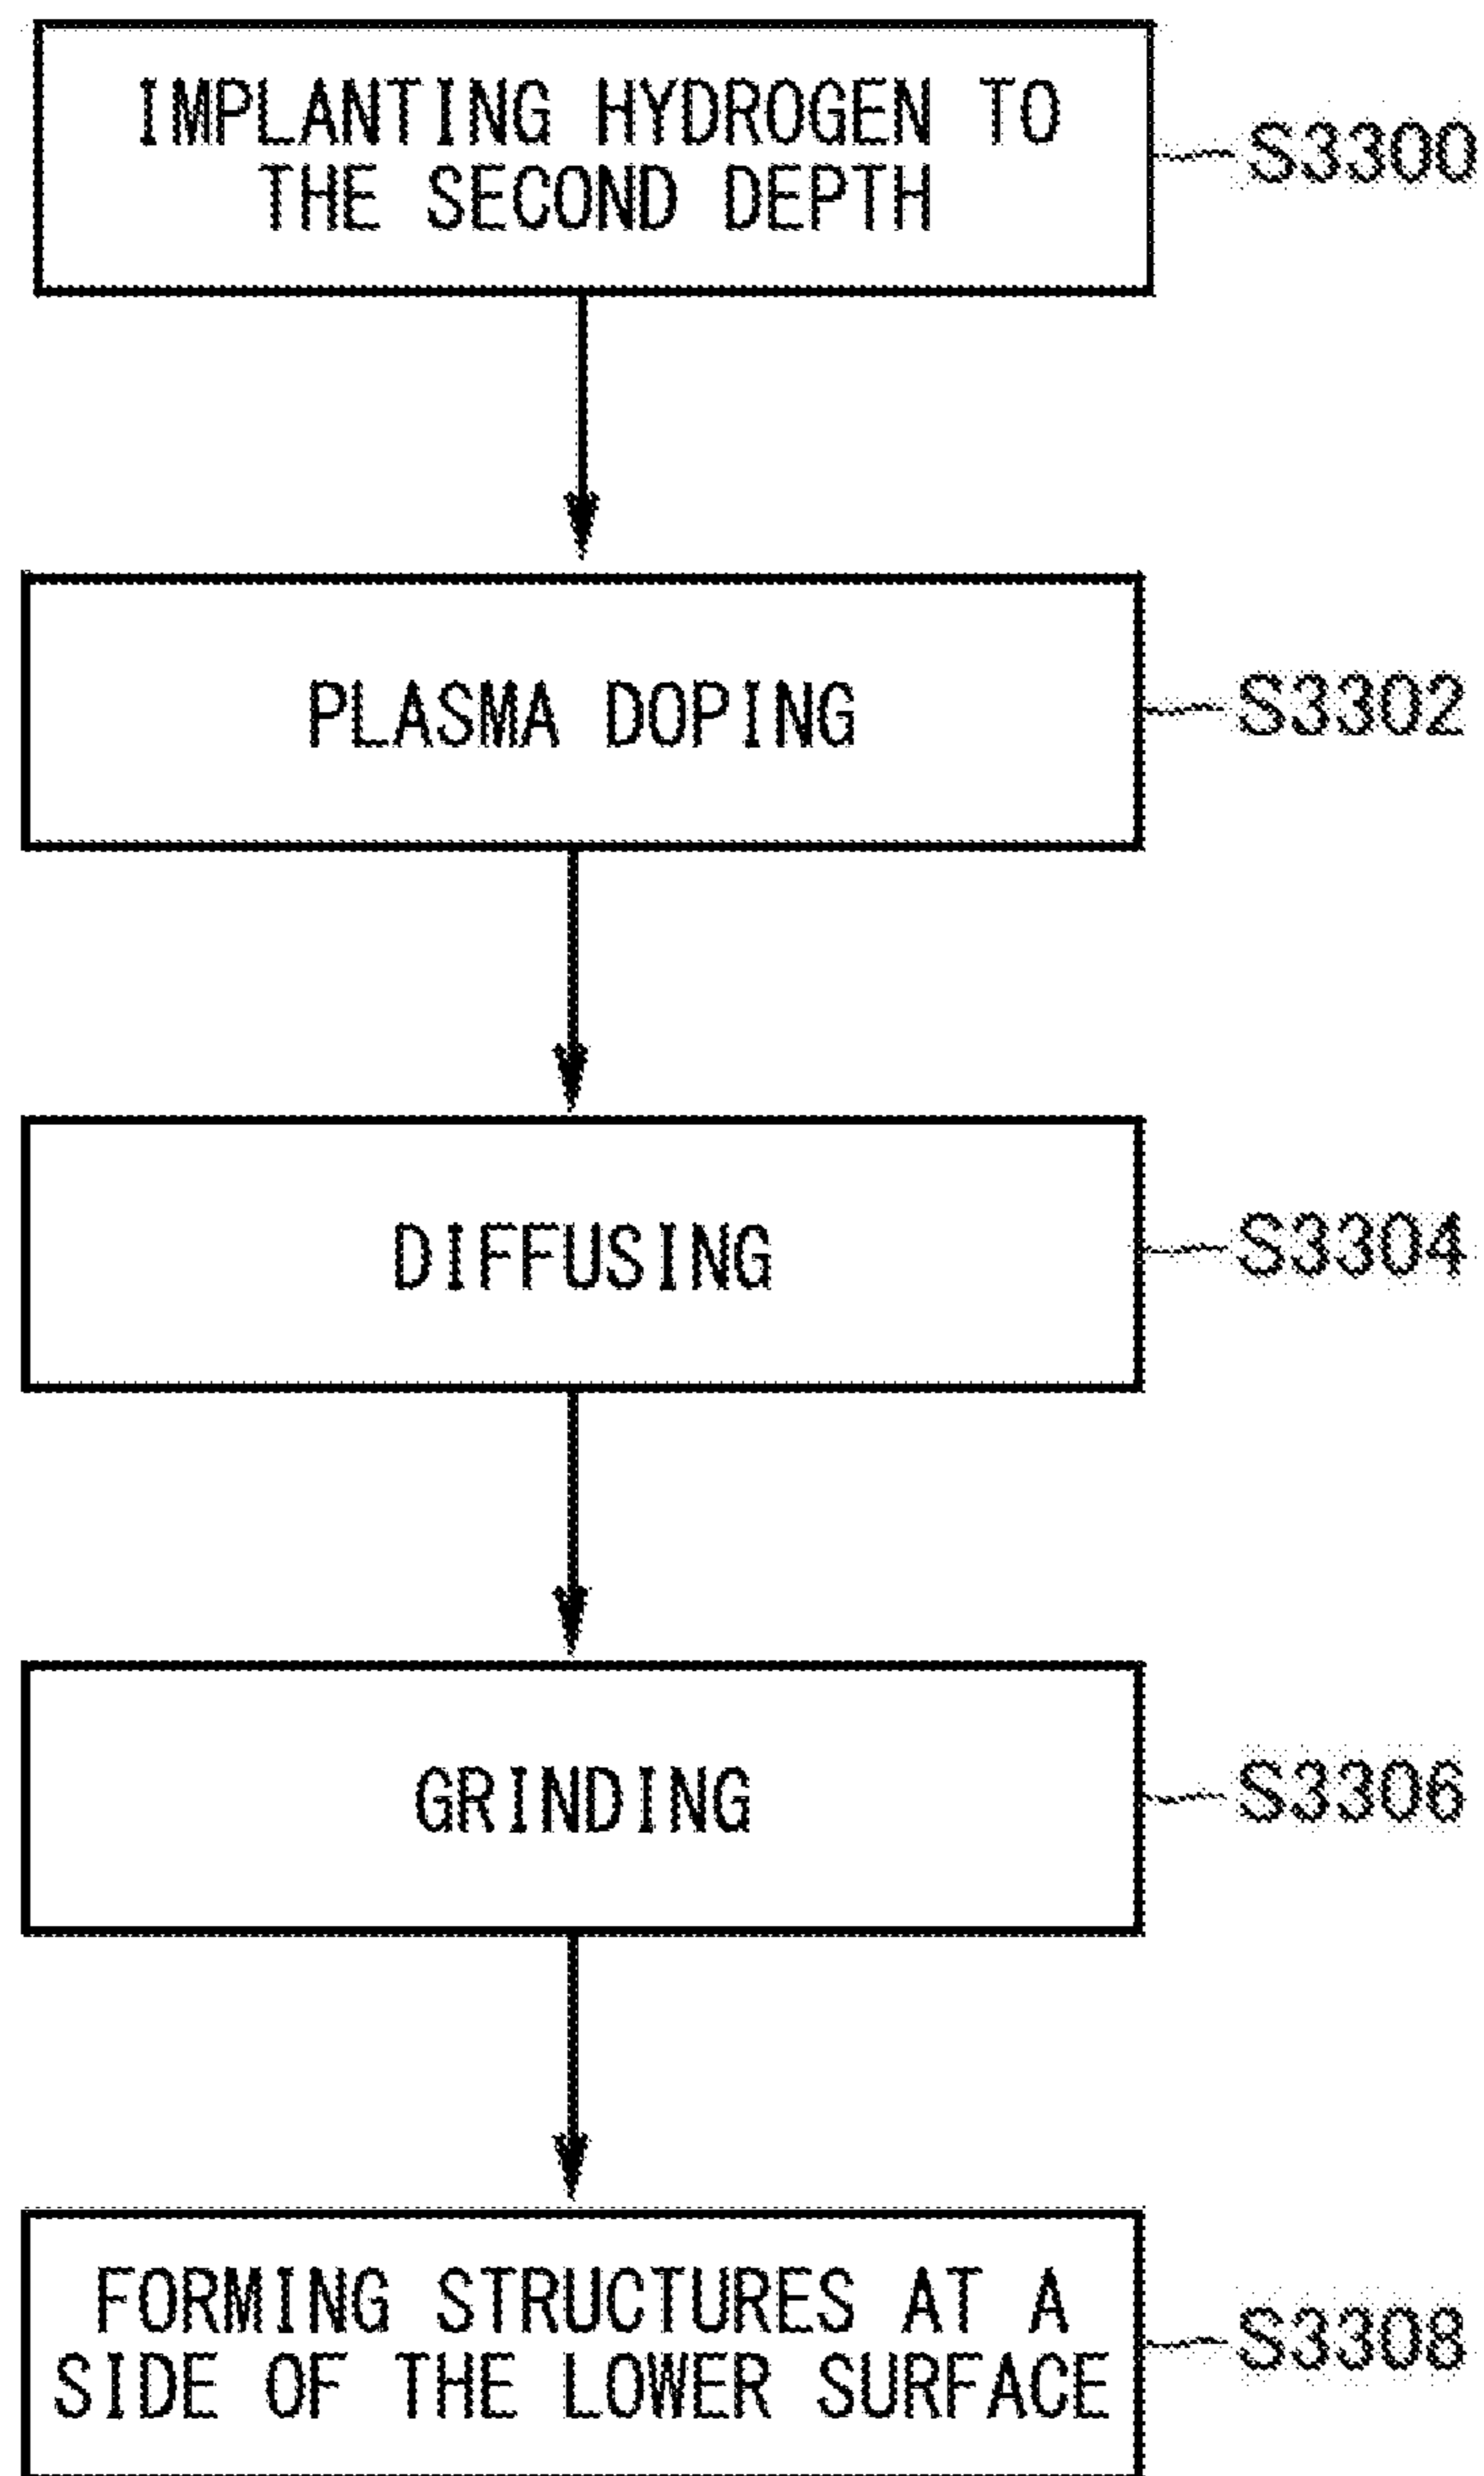 IMPLANTING HYDROGEN TO
THE SECOND DEPTH
S3300
PLASMA DOPING
S3302
DIFFUSING
S3304
GRINDING
S3306
FORMING STRUCTURES AT A
SIDE OF THE LOWER SURFACE
S3308